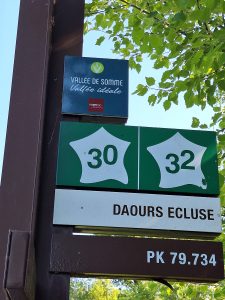 VALLÉE DE SOMME
Vallée idéale
30 32
DAOURS ECLUSE
PK 79.734